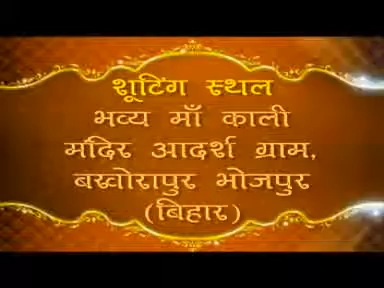 शूटिंग स्थल
भव्य माँ काली
मंदिर आदर्श ग्राम,
बखोरापुर भोजपुर
(बिहार)